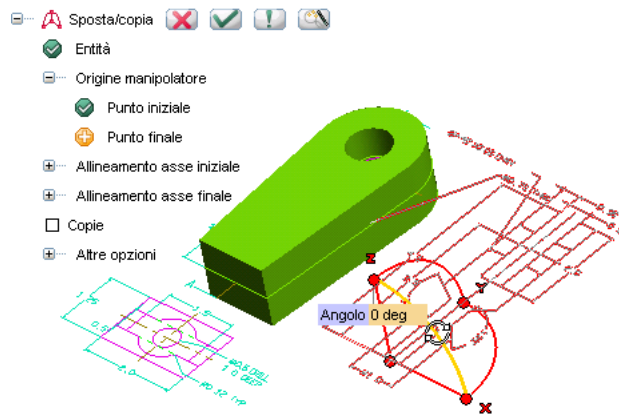 Sposta/copia
Entità
Origine manipolatore
Punto iniziale
Punto finale
Allineamento asse iniziale
Allineamento asse finale
Copie
Altre opzioni
Z
Y
Angolo 0 deg
X